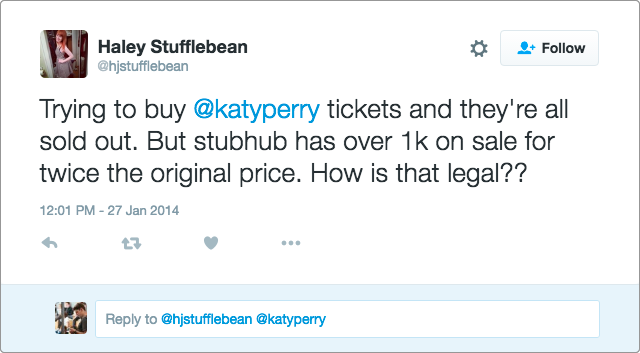 Haley Stufflebean
@hjstufflebean
Follow
Trying to buy @katyperry tickets and they're all
sold out. But stubhub has over 1k on sale for
twice the original price. How is that legal??
12:01 PM - 27 Jan 2014
Reply to @hjstufflebean @katyperry